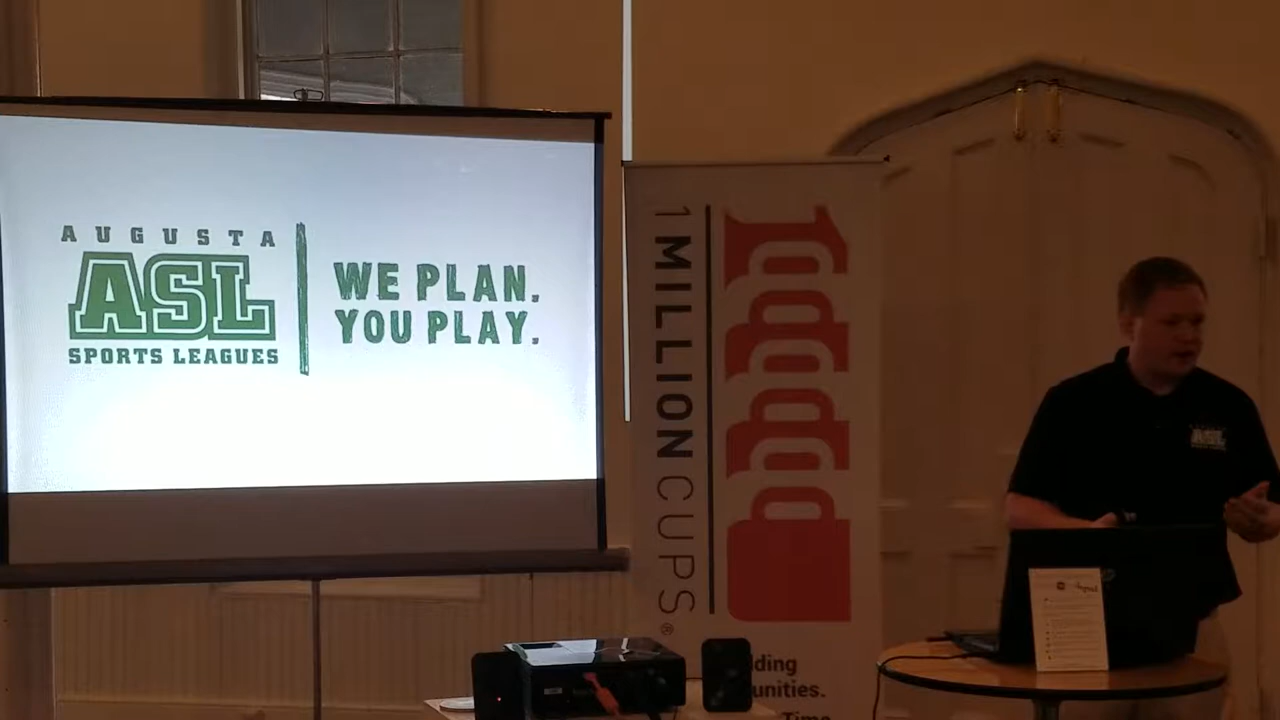 AUGUSTA
ASL
SPORTS LEAGUES
WE PLAN.
YOU PLAY.
1 MILLION CUPS®
ASL